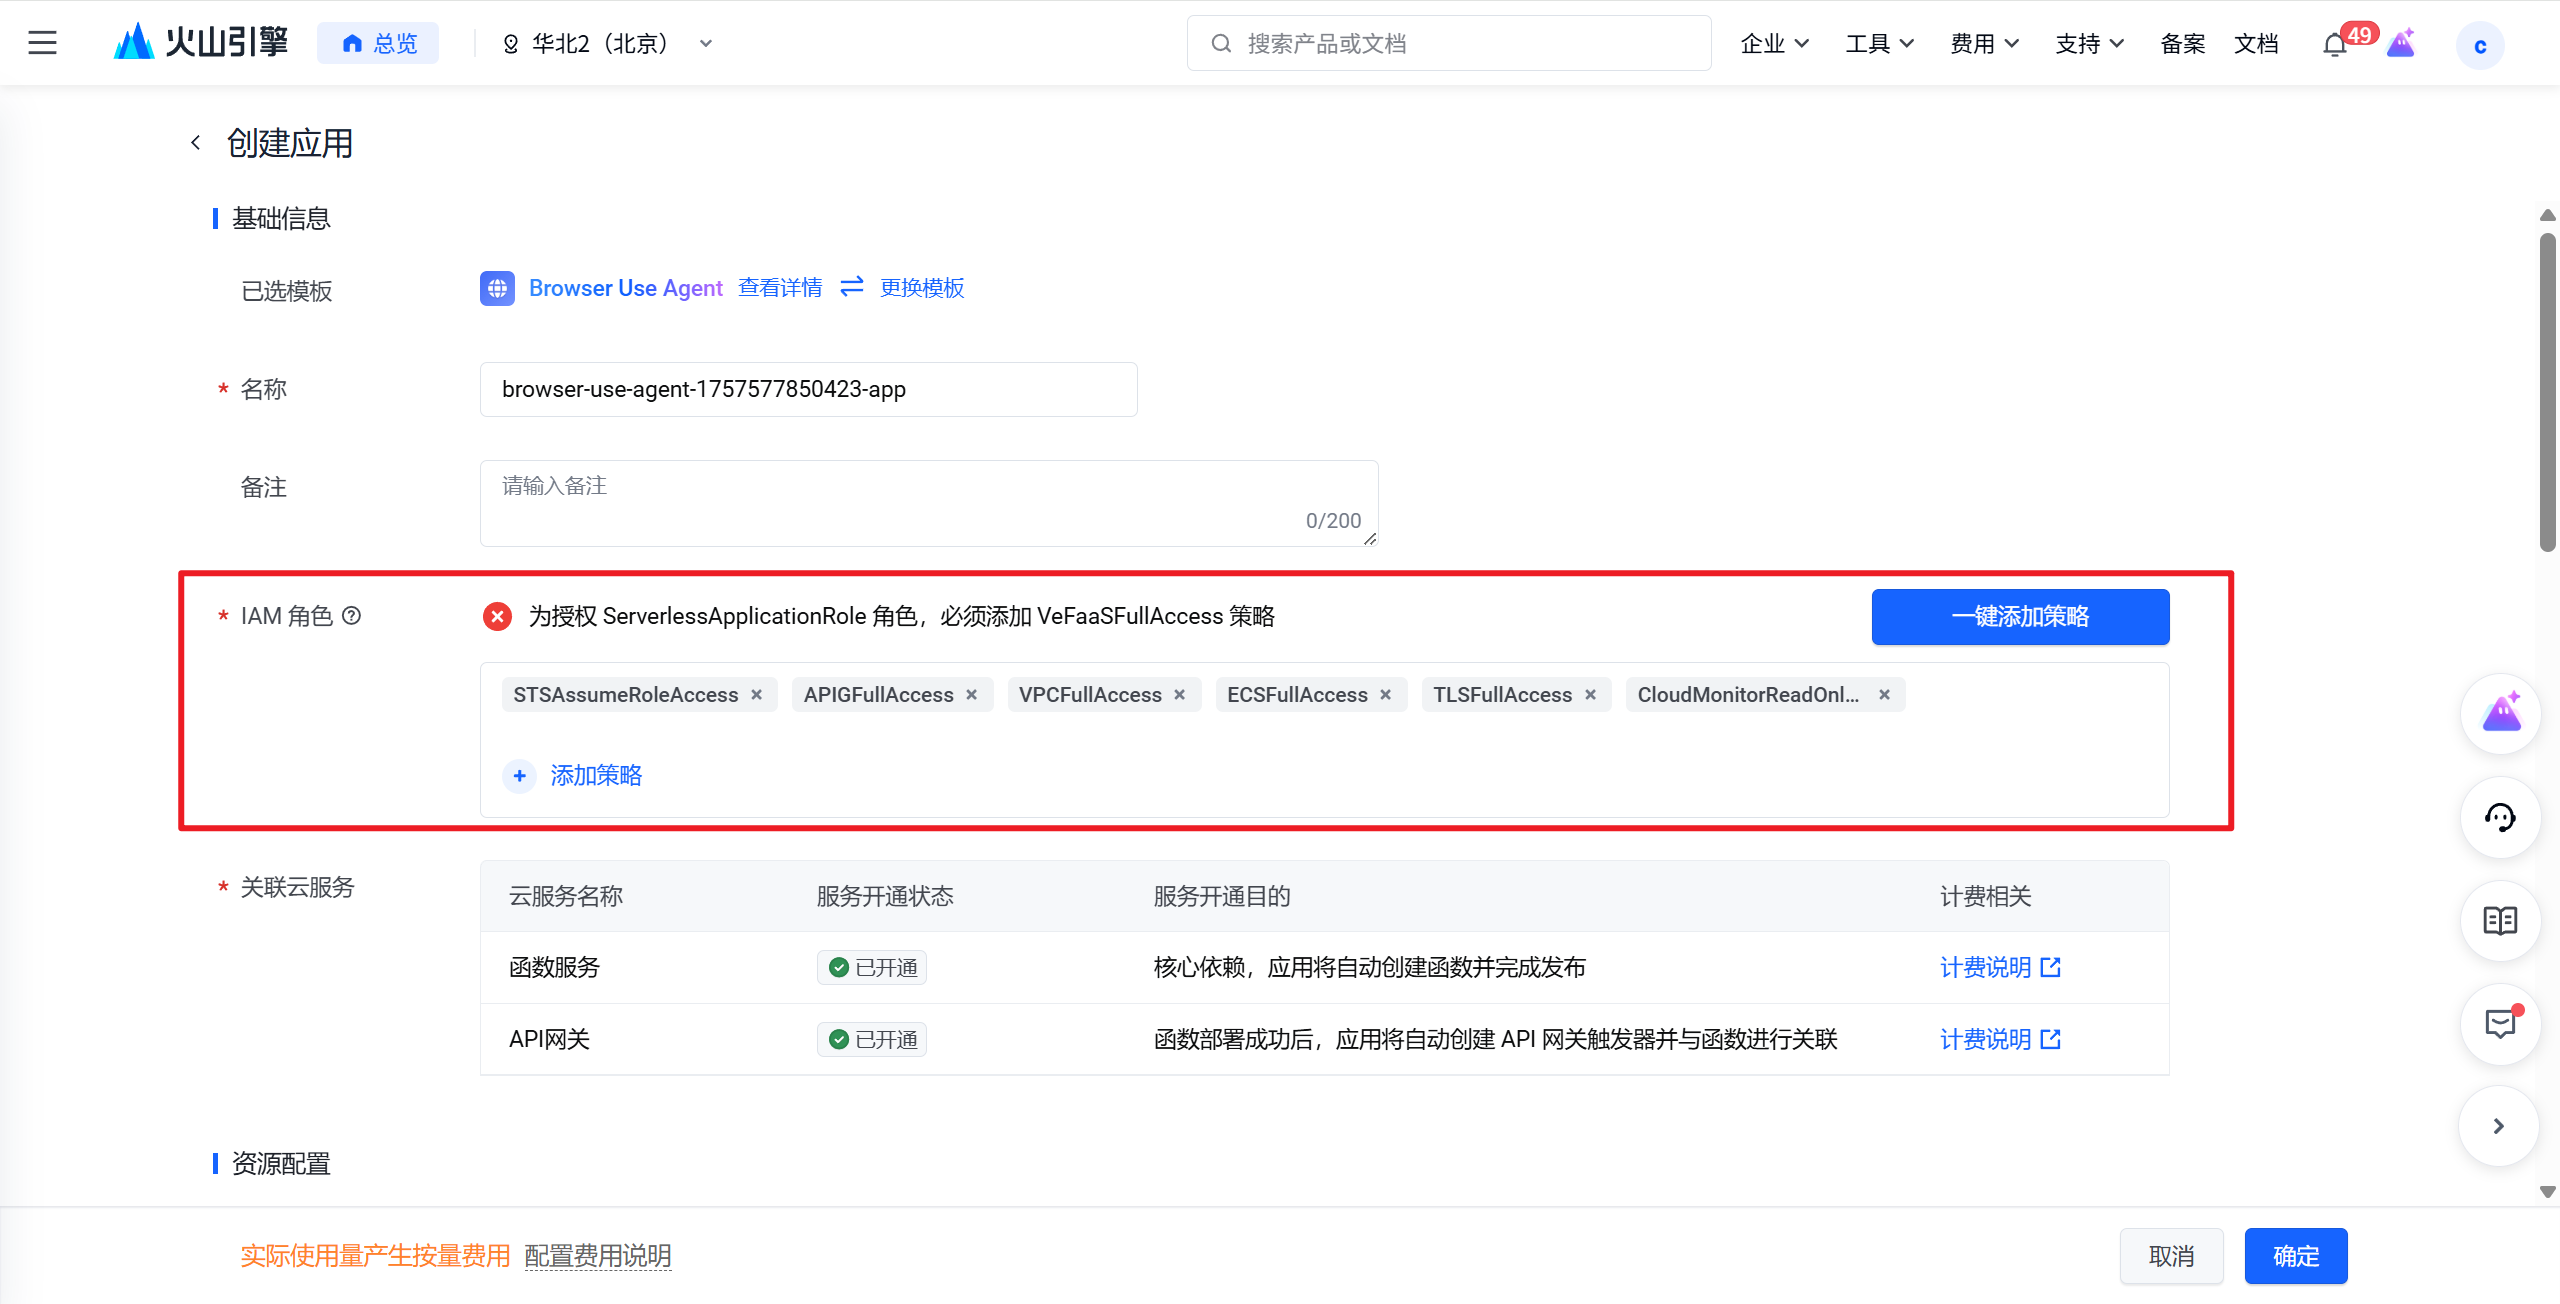 火山引擎 总览 华北2（北京） 搜索产品或文档 企业 工具 费用 支持 备案 文档 49 c
创建应用
基础信息
已选模板 Browser Use Agent 查看详情 更换模板
* 名称 browser-use-agent-1757577850423-app
备注 请输入备注
0/200
* IAM 角色 为授权 ServerlessApplicationRole 角色，必须添加 VeFaaSFullAccess 策略 一键添加策略
STSAssumeRoleAccess × APIGFullAccess × VPCFullAccess × ECSFullAccess × TLSFullAccess × CloudMonitorReadOnl... ×
+ 添加策略
* 关联云服务 云服务名称 服务开通状态 服务开通目的 计费相关
函数服务 已开通 核心依赖，应用将自动创建函数并完成发布 计费说明
API网关 已开通 函数部署成功后，应用将自动创建 API 网关触发器并与函数进行关联 计费说明
资源配置
实际使用量产生按量费用 配置费用说明 取消 确定